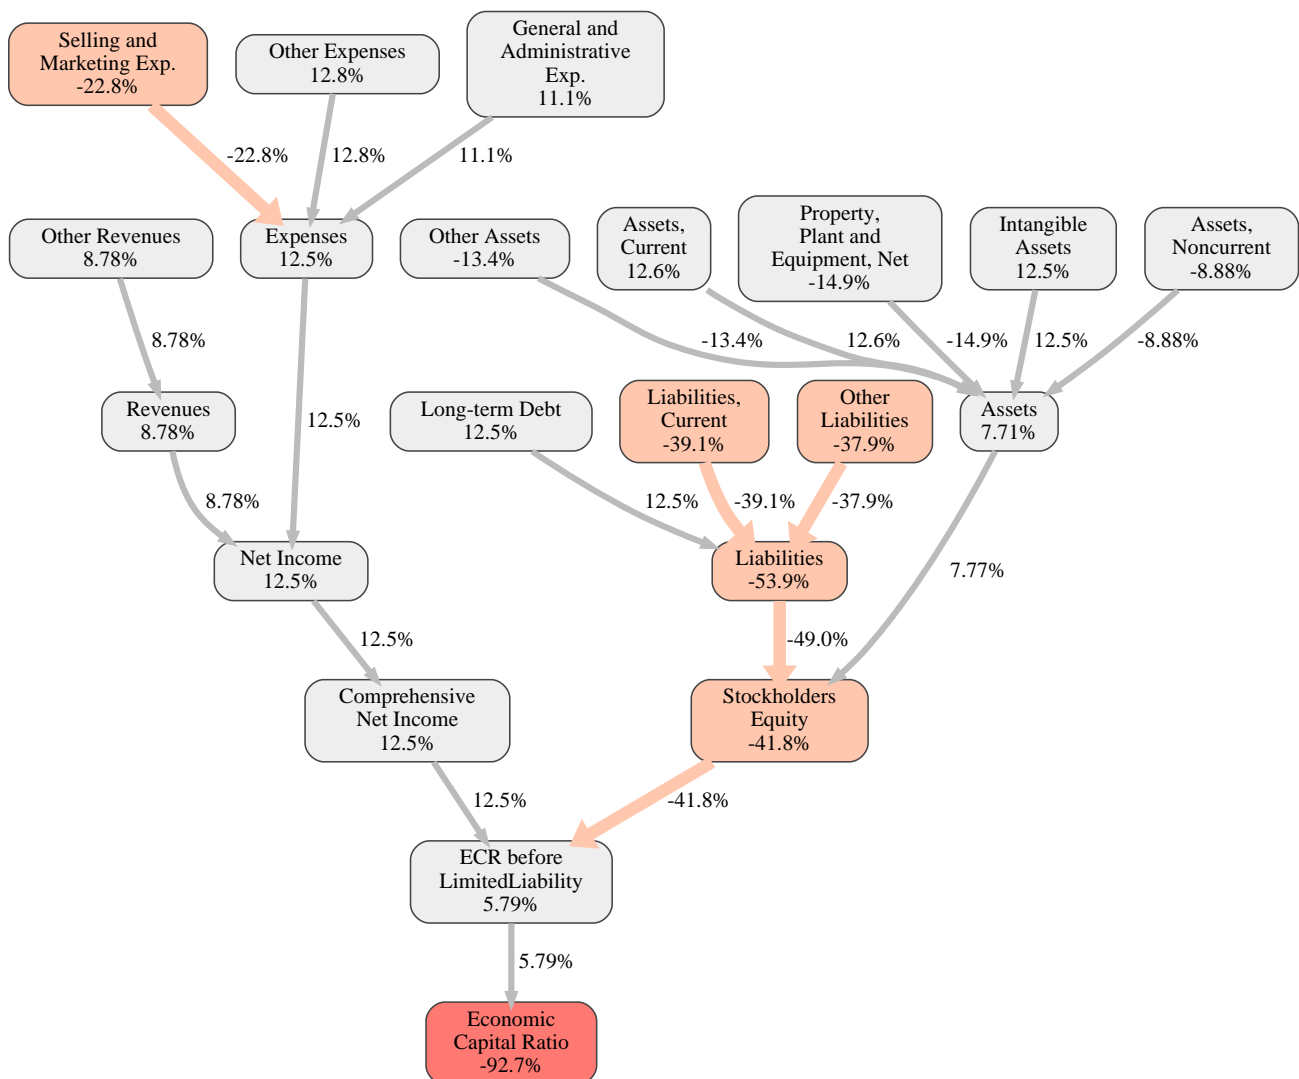 Selling and
Marketing Exp.
-22.8%
Other Expenses
12.8%
General and
Administrative
Exp.
11.1%
-22.8%
12.8%
11.1%
Other Revenues
8.78%
Expenses
12.5%
Other Assets
-13.4%
Assets,
Current
12.6%
Property,
Plant and
Equipment, Net
-14.9%
Intangible
Assets
12.5%
Assets,
Noncurrent
-8.88%
8.78%
-13.4%
12.6%
-14.9%
12.5%
-8.88%
Revenues
8.78%
12.5%
Long-term Debt
12.5%
Liabilities,
Current
-39.1%
Other
Liabilities
-37.9%
Assets
7.71%
8.78%
12.5%
-39.1%
-37.9%
Net Income
12.5%
Liabilities
-53.9%
7.77%
12.5%
-49.0%
Comprehensive
Net Income
12.5%
Stockholders
Equity
-41.8%
12.5%
-41.8%
ECR before
LimitedLiability
5.79%
5.79%
Economic
Capital Ratio
-92.7%